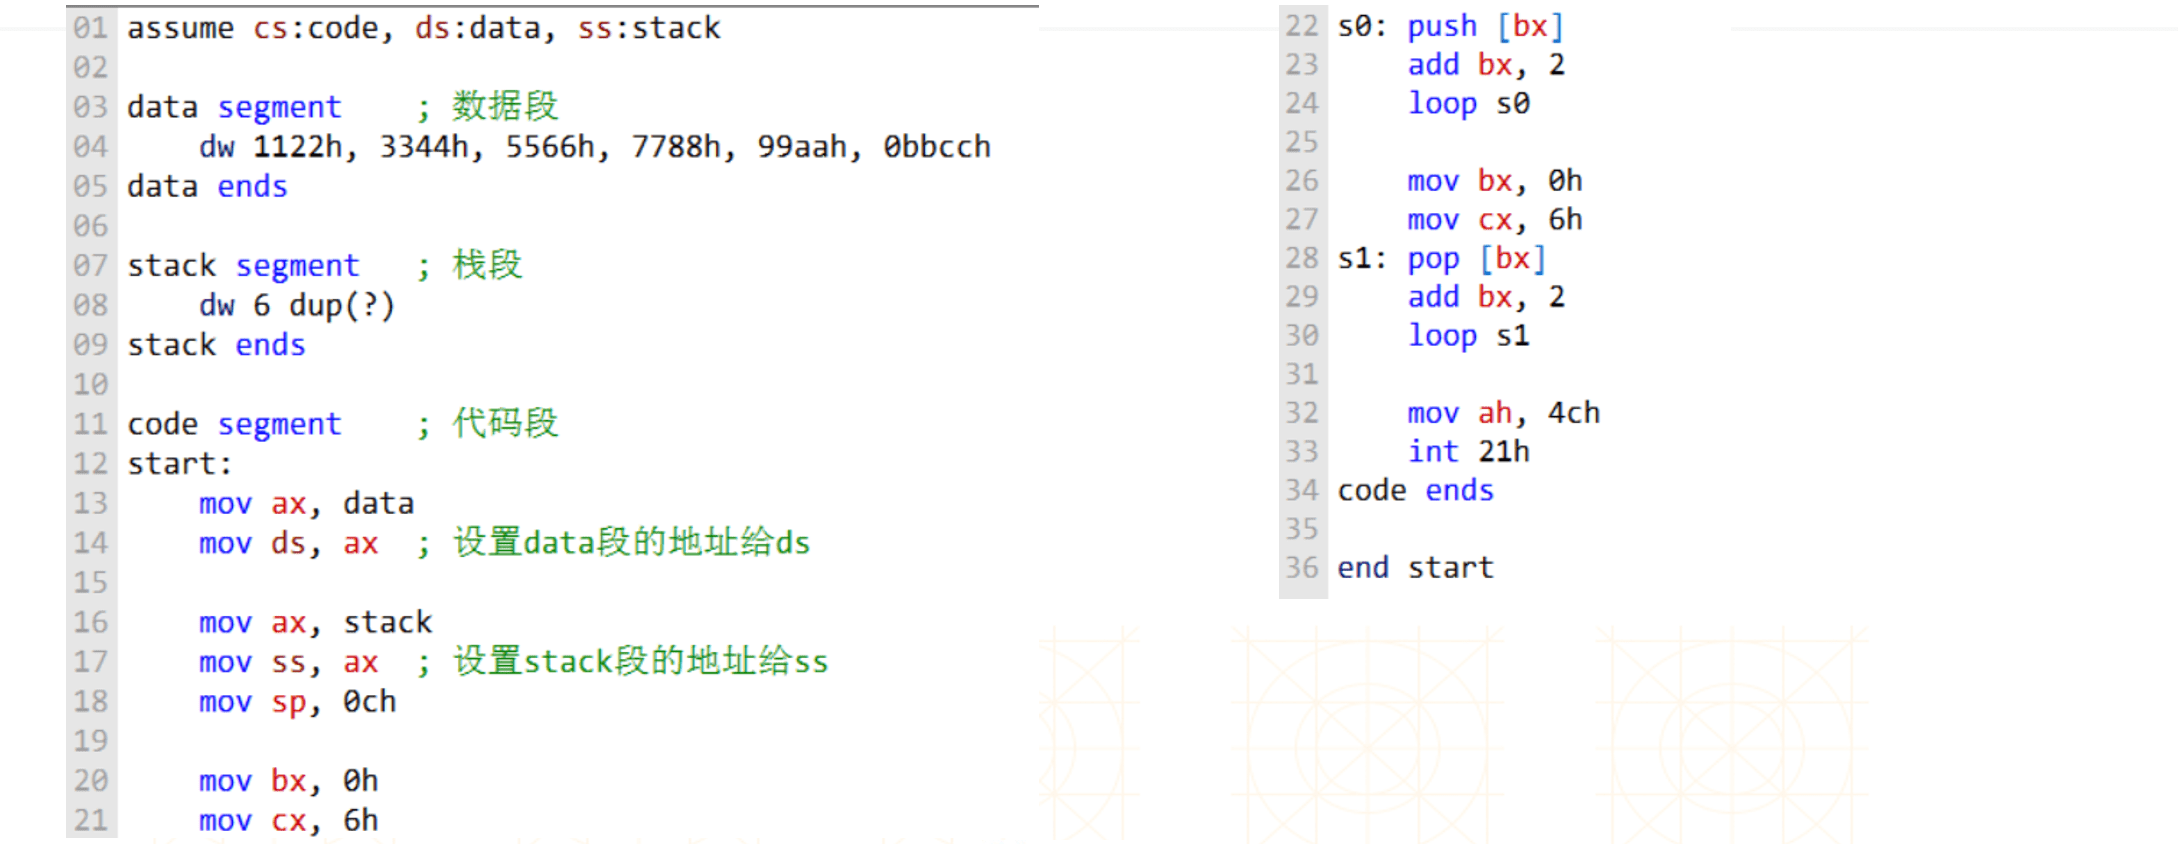 01 assume cs:code, ds:data, ss:stack
02
03 data segment    ; 数据段
04     dw 1122h, 3344h, 5566h, 7788h, 99aah, 0bbcch
05 data ends
06
07 stack segment   ; 栈段
08     dw 6 dup(?)
09 stack ends
10
11 code segment    ; 代码段
12 start:
13     mov ax, data
14     mov ds, ax  ; 设置data段的地址给ds
15
16     mov ax, stack
17     mov ss, ax  ; 设置stack段的地址给ss
18     mov sp, 0ch
19
20     mov bx, 0h
21     mov cx, 6h
22 s0: push [bx]
23     add bx, 2
24     loop s0
25
26     mov bx, 0h
27     mov cx, 6h
28 s1: pop [bx]
29     add bx, 2
30     loop s1
31
32     mov ah, 4ch
33     int 21h
34 code ends
35
36 end start